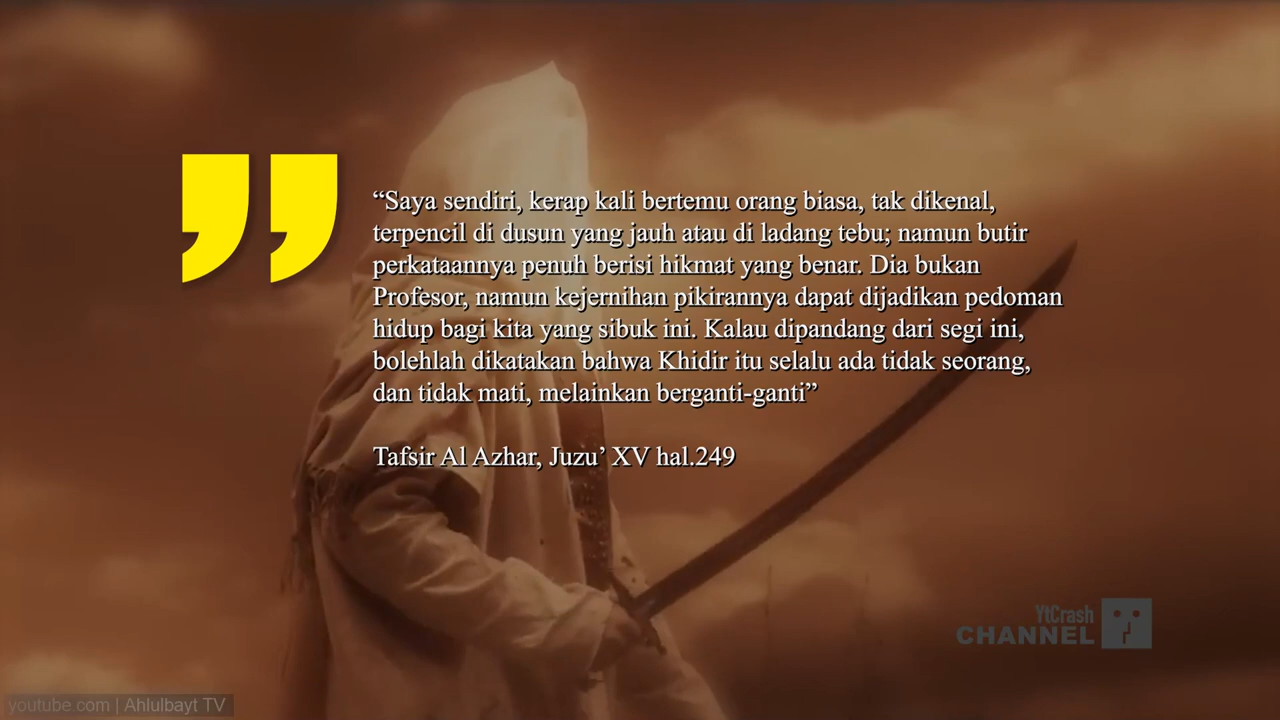 “Saya sendiri, kerap kali bertemu orang biasa, tak dikenal,
terpencil di dusun yang jauh atau di ladang tebu; namun butir
perkataannya penuh berisi hikmat yang benar. Dia bukan
Profesor, namun kejernihan pikirannya dapat dijadikan pedoman
hidup bagi kita yang sibuk ini. Kalau dipandang dari segi ini,
bolehlah dikatakan bahwa Khidir itu selalu ada tidak seorang,
dan tidak mati, melainkan berganti-ganti”
Tafsir Al Azhar, Juzu’ XV hal.249
YtCrash
CHANNEL
youtube.com | Ahlulbayt TV